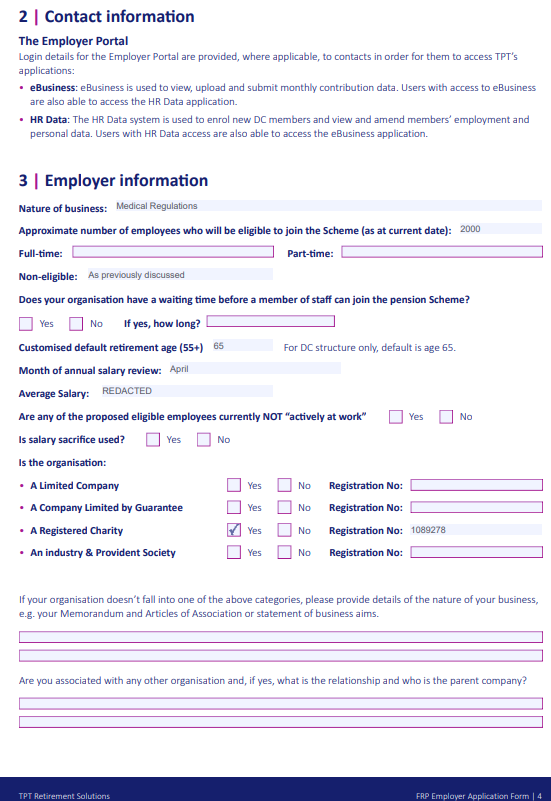 2 | Contact information
The Employer Portal
Login details for the Employer Portal are provided, where applicable, to contacts in order for them to access TPT's
applications:
• eBusiness: eBusiness is used to view, upload and submit monthly contribution data. Users with access to eBusiness
are also able to access the HR Data application.
• HR Data: The HR Data system is used to enrol new DC members and view and amend members' employment and
personal data. Users with HR Data access are also able to access the eBusiness application.
3 | Employer information
Nature of business: Medical Regulations
Approximate number of employees who will be eligible to join the Scheme (as at current date): 2000
Full-time: Part-time:
Non-eligible: As previously discussed
Does your organisation have a waiting time before a member of staff can join the pension Scheme?
Yes No If yes, how long?
Customised default retirement age (55+) 65 For DC structure only, default is age 65.
Month of annual salary review: April
Average Salary: REDACTED
Are any of the proposed eligible employees currently NOT "actively at work" Yes No
Is salary sacrifice used? Yes No
Is the organisation:
• A Limited Company Yes No Registration No:
• A Company Limited by Guarantee Yes No Registration No:
• A Registered Charity ✓ Yes No Registration No: 1089278
• An industry & Provident Society Yes No Registration No:
If your organisation doesn't fall into one of the above categories, please provide details of the nature of your business,
e.g. your Memorandum and Articles of Association or statement of business aims.
Are you associated with any other organisation and, if yes, what is the relationship and who is the parent company?
TPT Retirement Solutions FRP Employer Application Form | 4